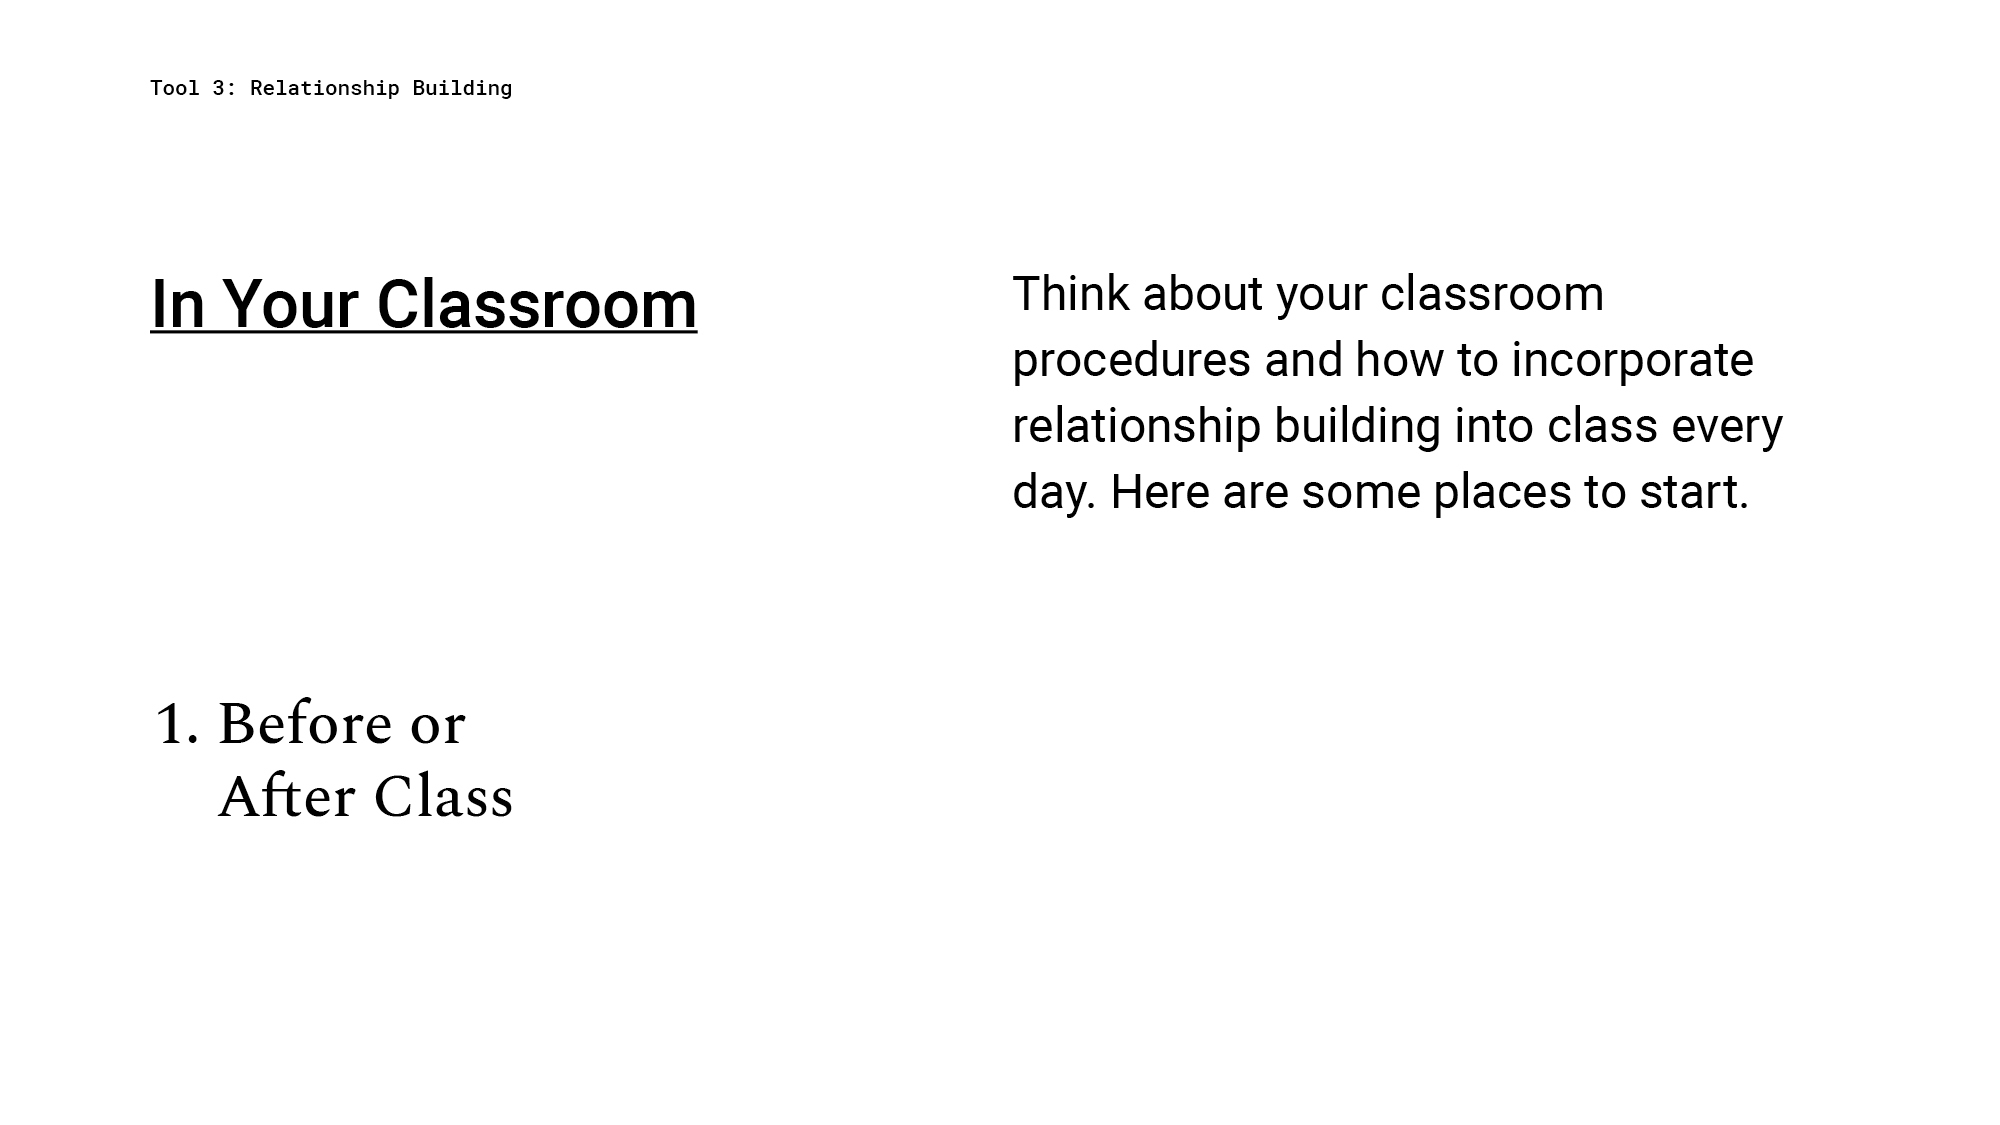 Tool 3: Relationship Building
In Your Classroom
Think about your classroom
procedures and how to incorporate
relationship building into class every
day. Here are some places to start.
1. Before or
After Class